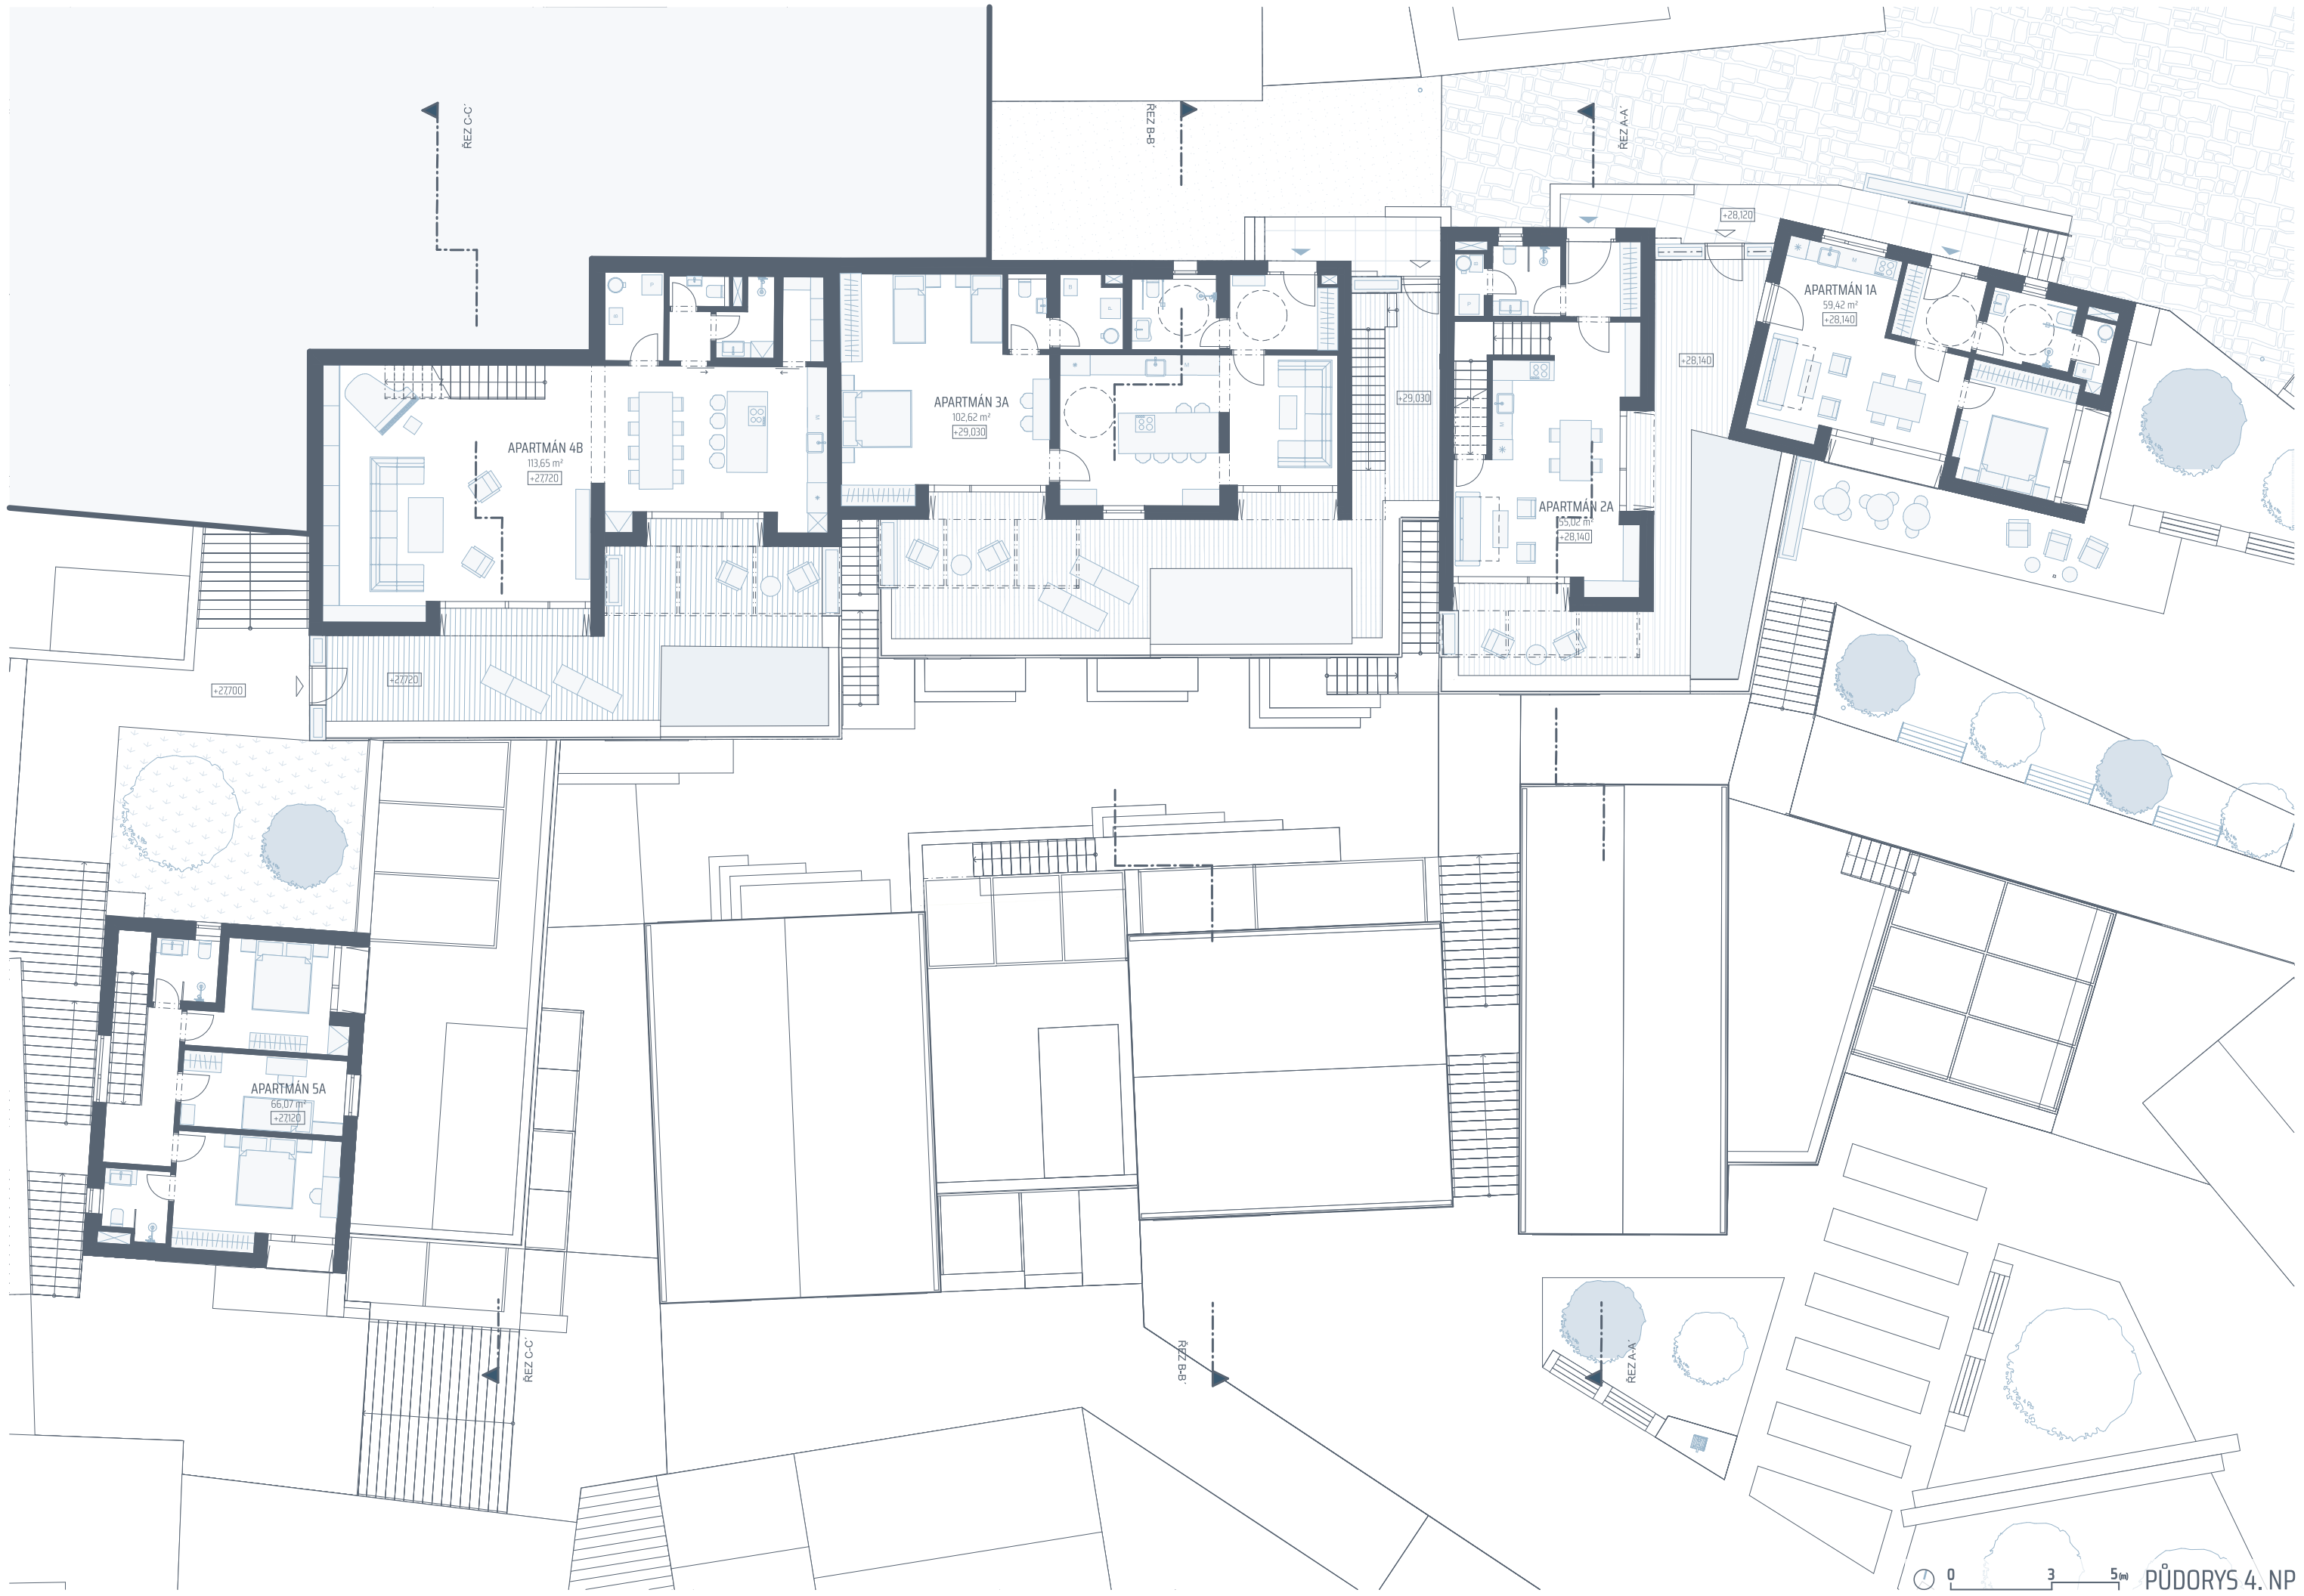 ŘEZ C-C'
ŘEZ B-B'
ŘEZ A-A'
+28,120
APARTMÁN 1A
59,42 m²
+28,140
+28,140
APARTMÁN 3A
102,62 m²
+29,030
+29,030
APARTMÁN 4B
113,65 m²
+27,720
APARTMÁN 2A
55,02 m²
+28,140
+27,720
+27,700
APARTMÁN 5A
66,07 m²
+27,120
ŘEZ C-C'
ŘEZ B-B'
ŘEZ A-A'
0 3 5 (m)
PŮDORYS 4. NP